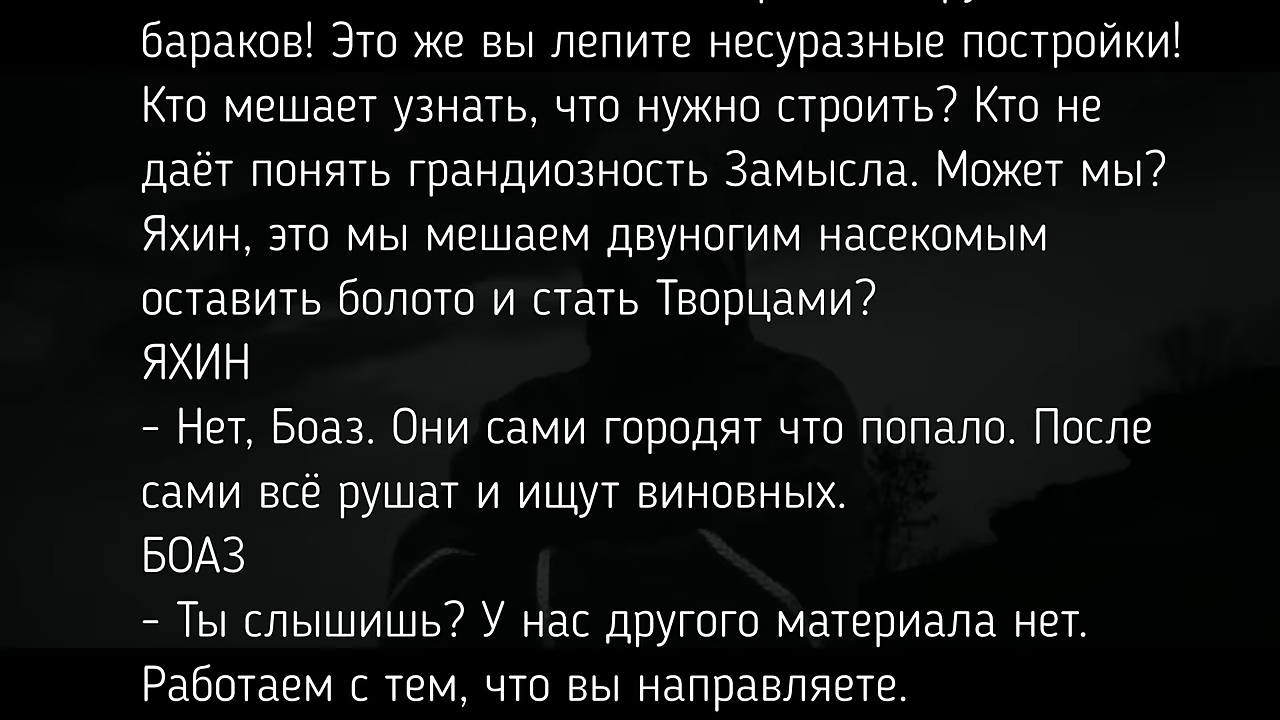 бараков! Это же вы лепите несуразные постройки!
Кто мешает узнать, что нужно строить? Кто не
даёт понять грандиозность Замысла. Может мы?
Яхин, это мы мешаем двуногим насекомым
оставить болото и стать Творцами?
ЯХИН
- Нет, Боаз. Они сами городят что попало. После
сами всё рушат и ищут виновных.
БОАЗ
- Ты слышишь? У нас другого материала нет.
Работаем с тем, что вы направляете.